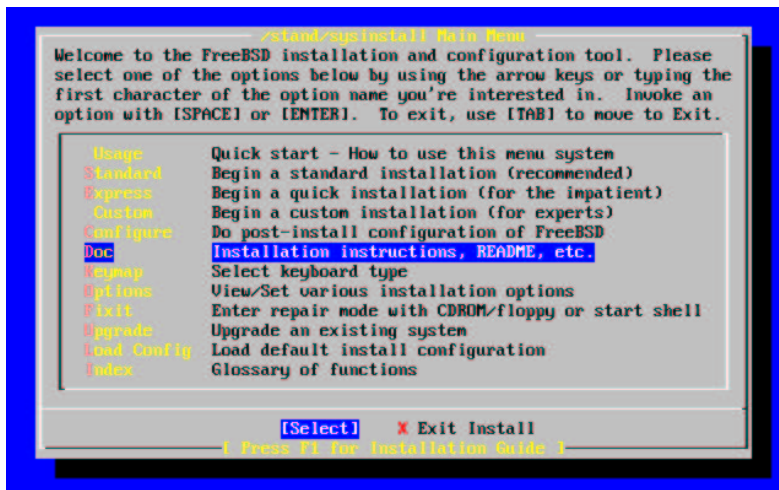 /stand/sysinstall Main Menu
Welcome to the FreeBSD installation and configuration tool.  Please
select one of the options below by using the arrow keys or typing the
first character of the option name you're interested in.  Invoke an
option with [SPACE] or [ENTER].  To exit, use [TAB] to move to Exit.
Usage Quick start - How to use this menu system
Standard Begin a standard installation (recommended)
Express Begin a quick installation (for the impatient)
Custom Begin a custom installation (for experts)
Configure Do post-install configuration of FreeBSD
Doc Installation instructions, README, etc.
Keymap Select keyboard type
Options View/Set various installation options
Fixit Enter repair mode with CDROM/floppy or start shell
Upgrade Upgrade an existing system
Load Config Load default install configuration
Index Glossary of functions
[Select] X Exit Install
[ Press F1 for Installation Guide ]